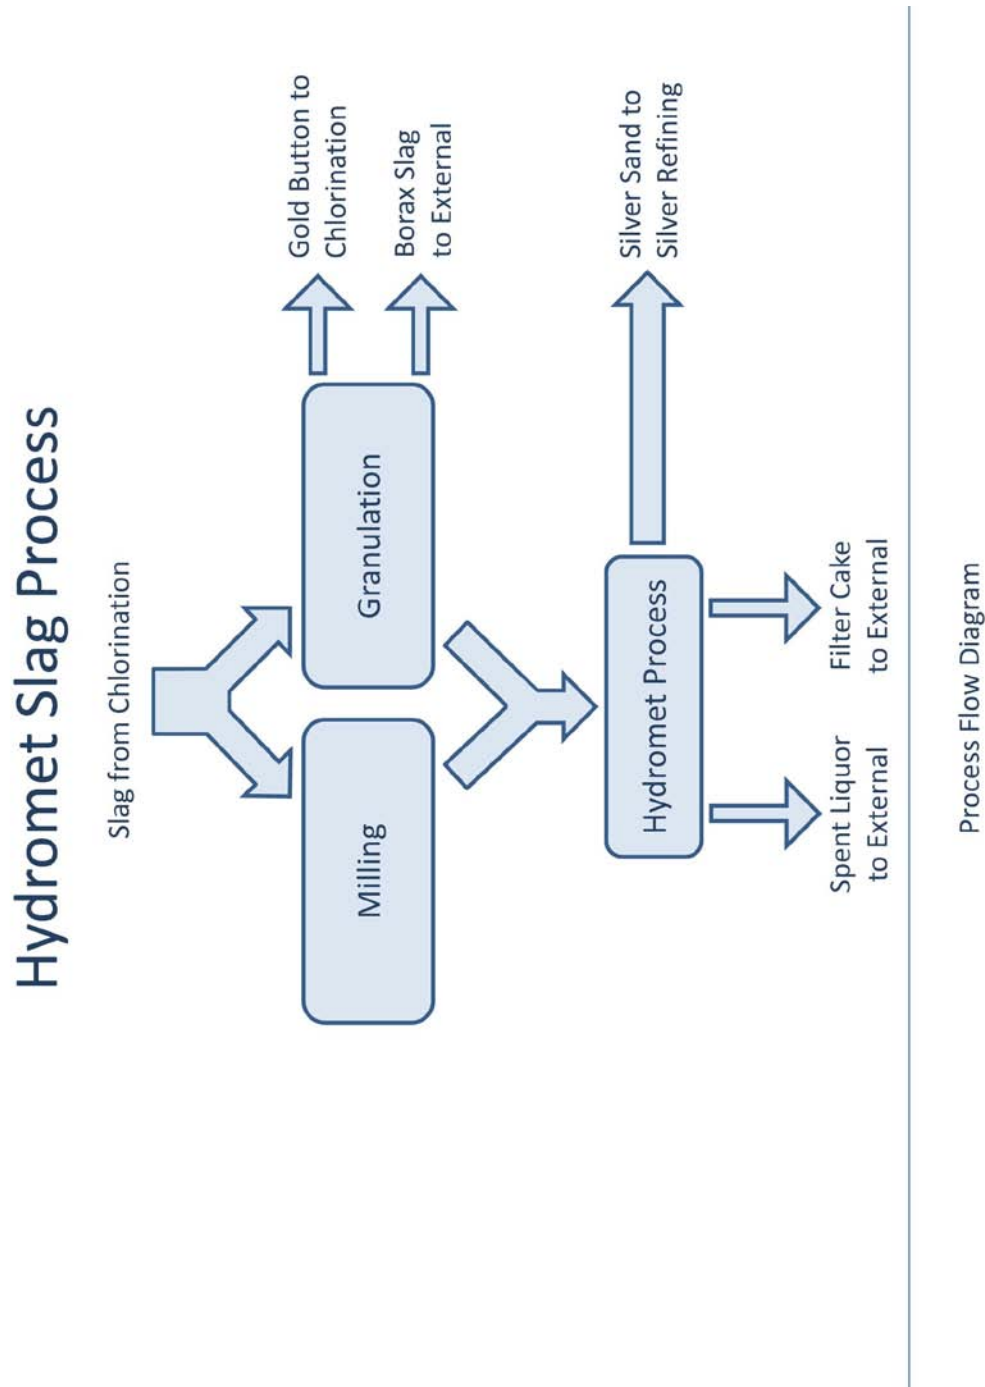 Hydromet Slag Process
Slag from Chlorination
Milling
Granulation
Gold Button to
Chlorination
Borax Slag
to External
Hydromet Process
Silver Sand to
Silver Refining
Spent Liquor
to External
Filter Cake
to External
Process Flow Diagram